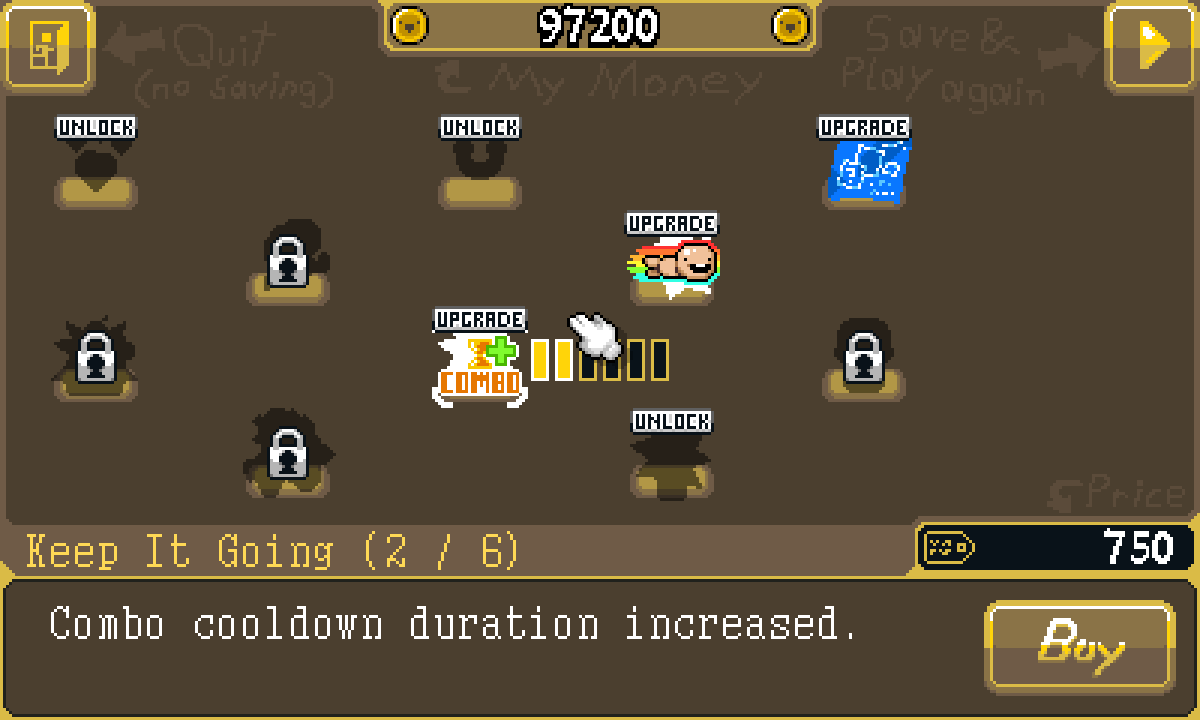 97200
Quit
(no saving)
My Money
Save &
Play
again
UNLOCK
UNLOCK
UPGRADE
UPGRADE
UPGRADE
COMBO
UNLOCK
Price
Keep It Going (2 / 6)
750
Combo cooldown duration increased.
Buy